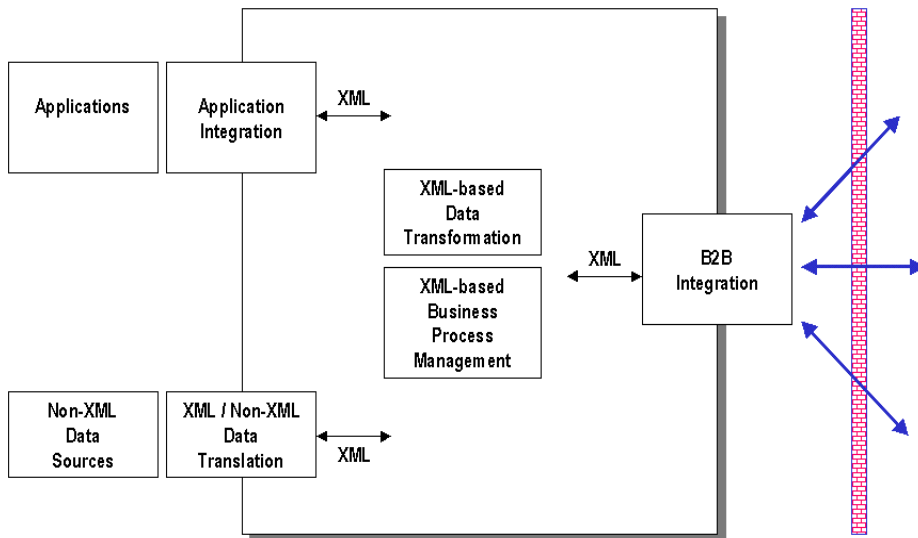 Applications
Application
Integration
XML
XML-based
Data
Transformation
XML-based
Business
Process
Management
XML
B2B
Integration
Non-XML
Data
Sources
XML / Non-XML
Data
Translation
XML